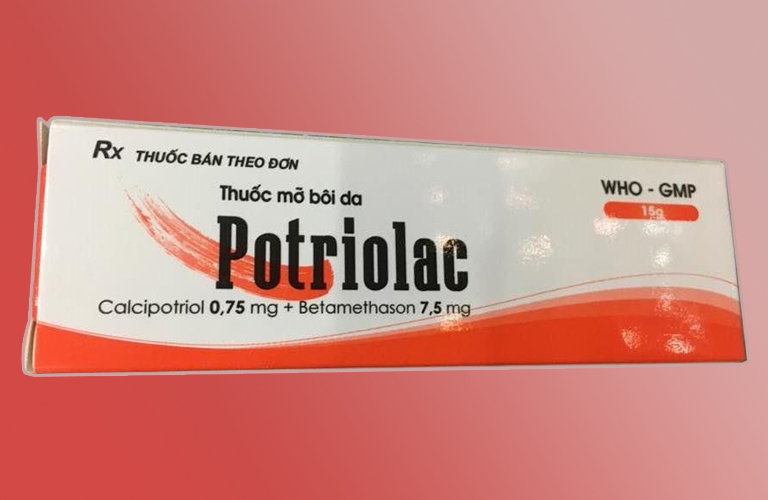 Rx THUỐC BÁN THEO ĐƠN
Thuốc mỡ bôi da
Potriolac
Calcipotriol 0,75 mg + Betamethason 7,5 mg
WHO - GMP
15g